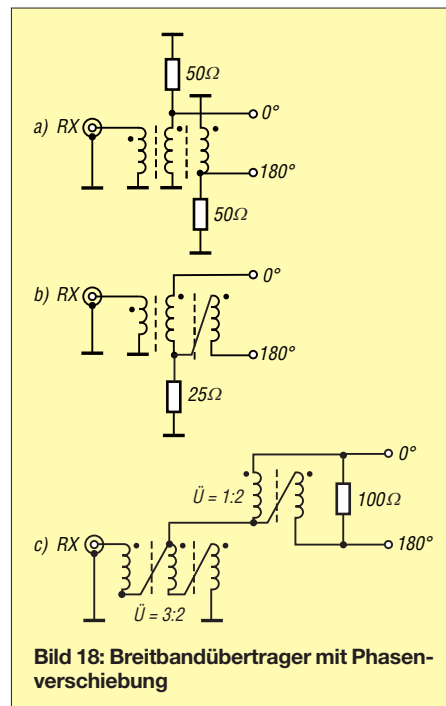 50Ω
0°
a) RX
180°
50Ω
0°
b) RX
180°
25Ω
0°
Ü = 1:2
100Ω
c) RX
180°
Ü = 3:2
Bild 18: Breitbandübertrager mit Phasen-
verschiebung